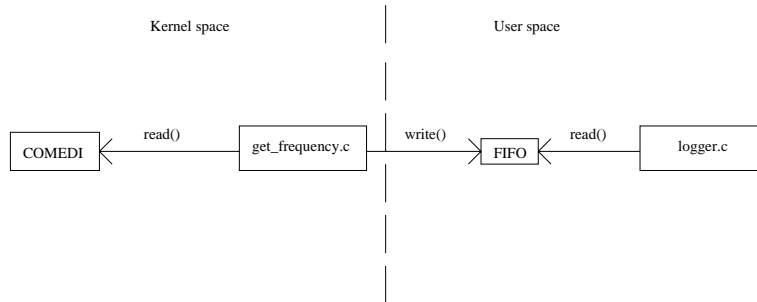 Kernel space
User space
COMEDI
read()
get_frequency.c
write()
FIFO
read()
logger.c